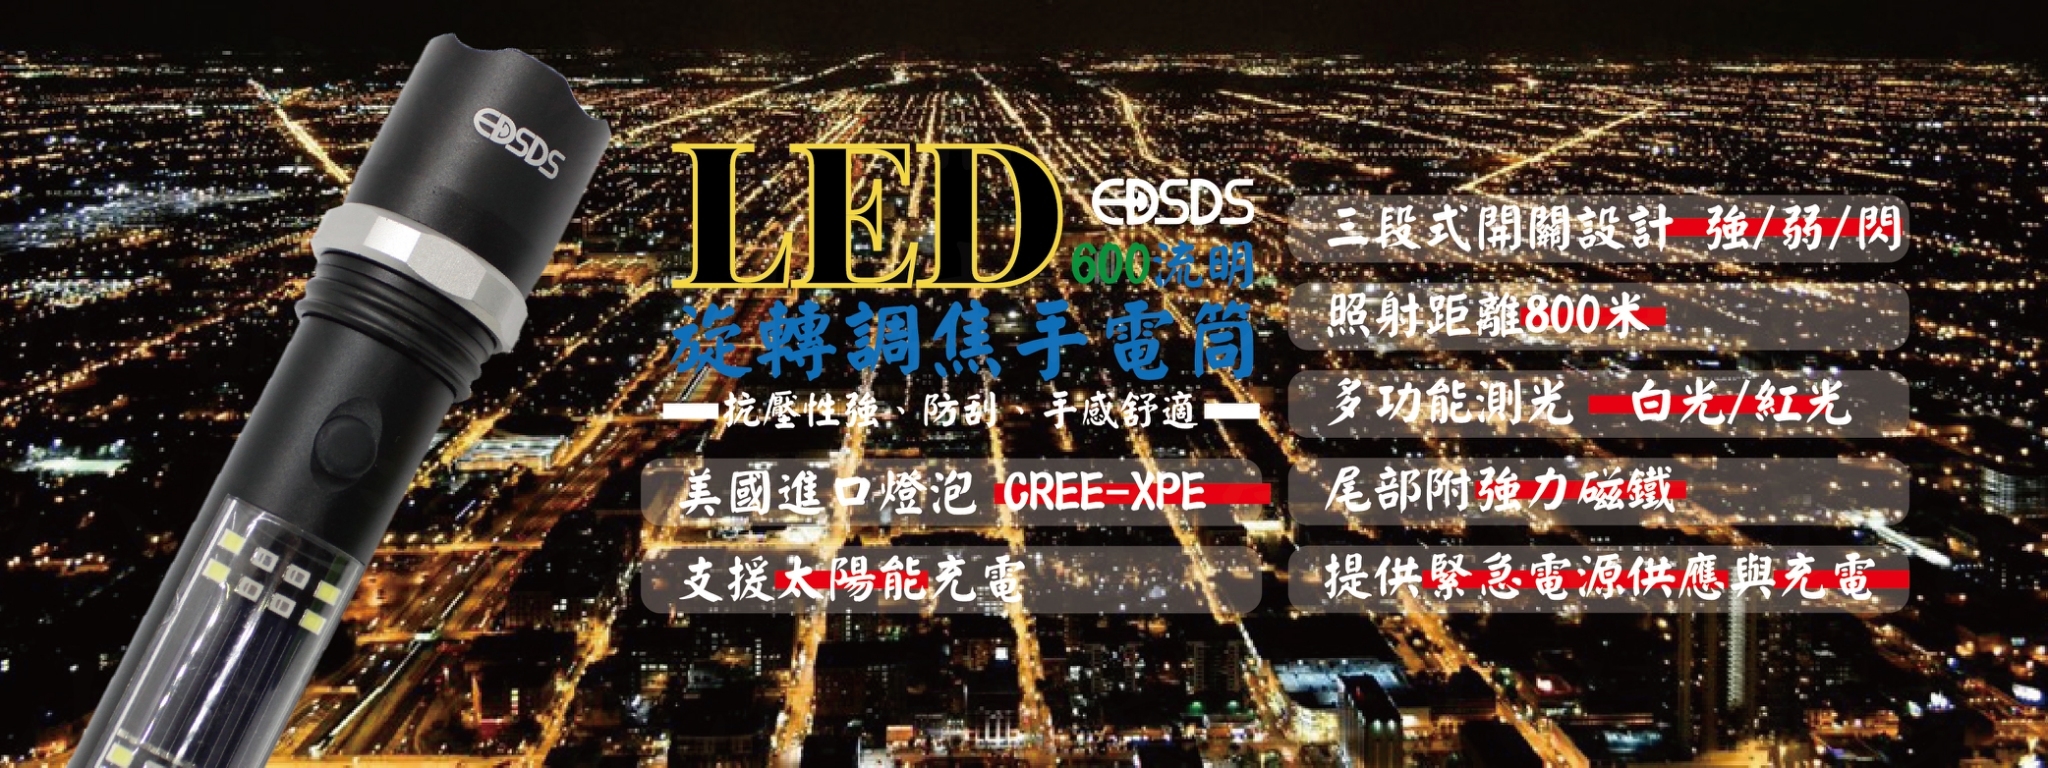 EDSDS
LED
EDSDS
600流明
旋轉調焦手電筒
抗壓性強、防刮、手感舒適
美國進口燈泡 CREE-XPE
支援太陽能充電
三段式開關設計 強/弱/閃
照射距離800米
多功能測光 白光/紅光
尾部附強力磁鐵
提供緊急電源供應與充電